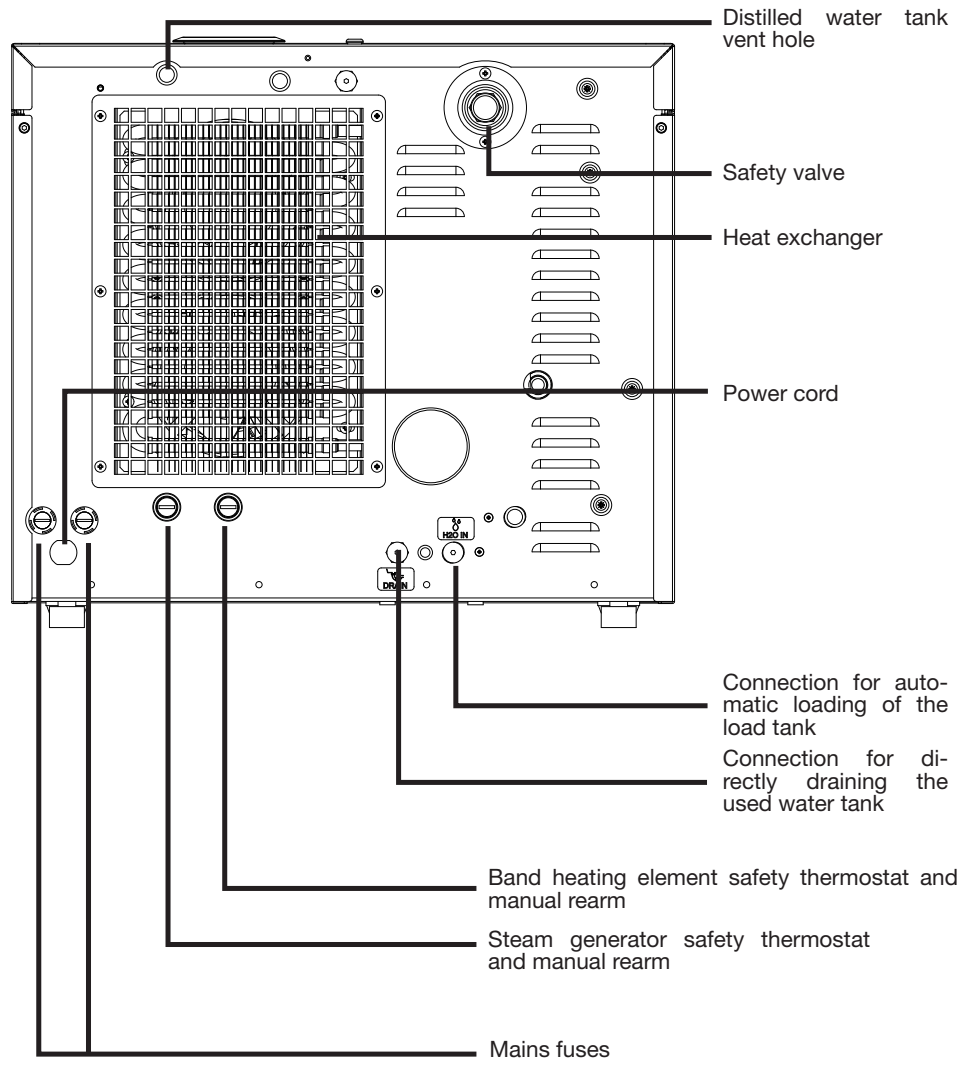 Distilled water tank
vent hole
Safety valve
Heat exchanger
Power cord
H2O IN
DRAIN
Connection for auto-
matic loading of the
load tank
Connection for di-
rectly draining the
used water tank
Band heating element safety thermostat and
manual rearm
Steam generator safety thermostat
and manual rearm
Mains fuses